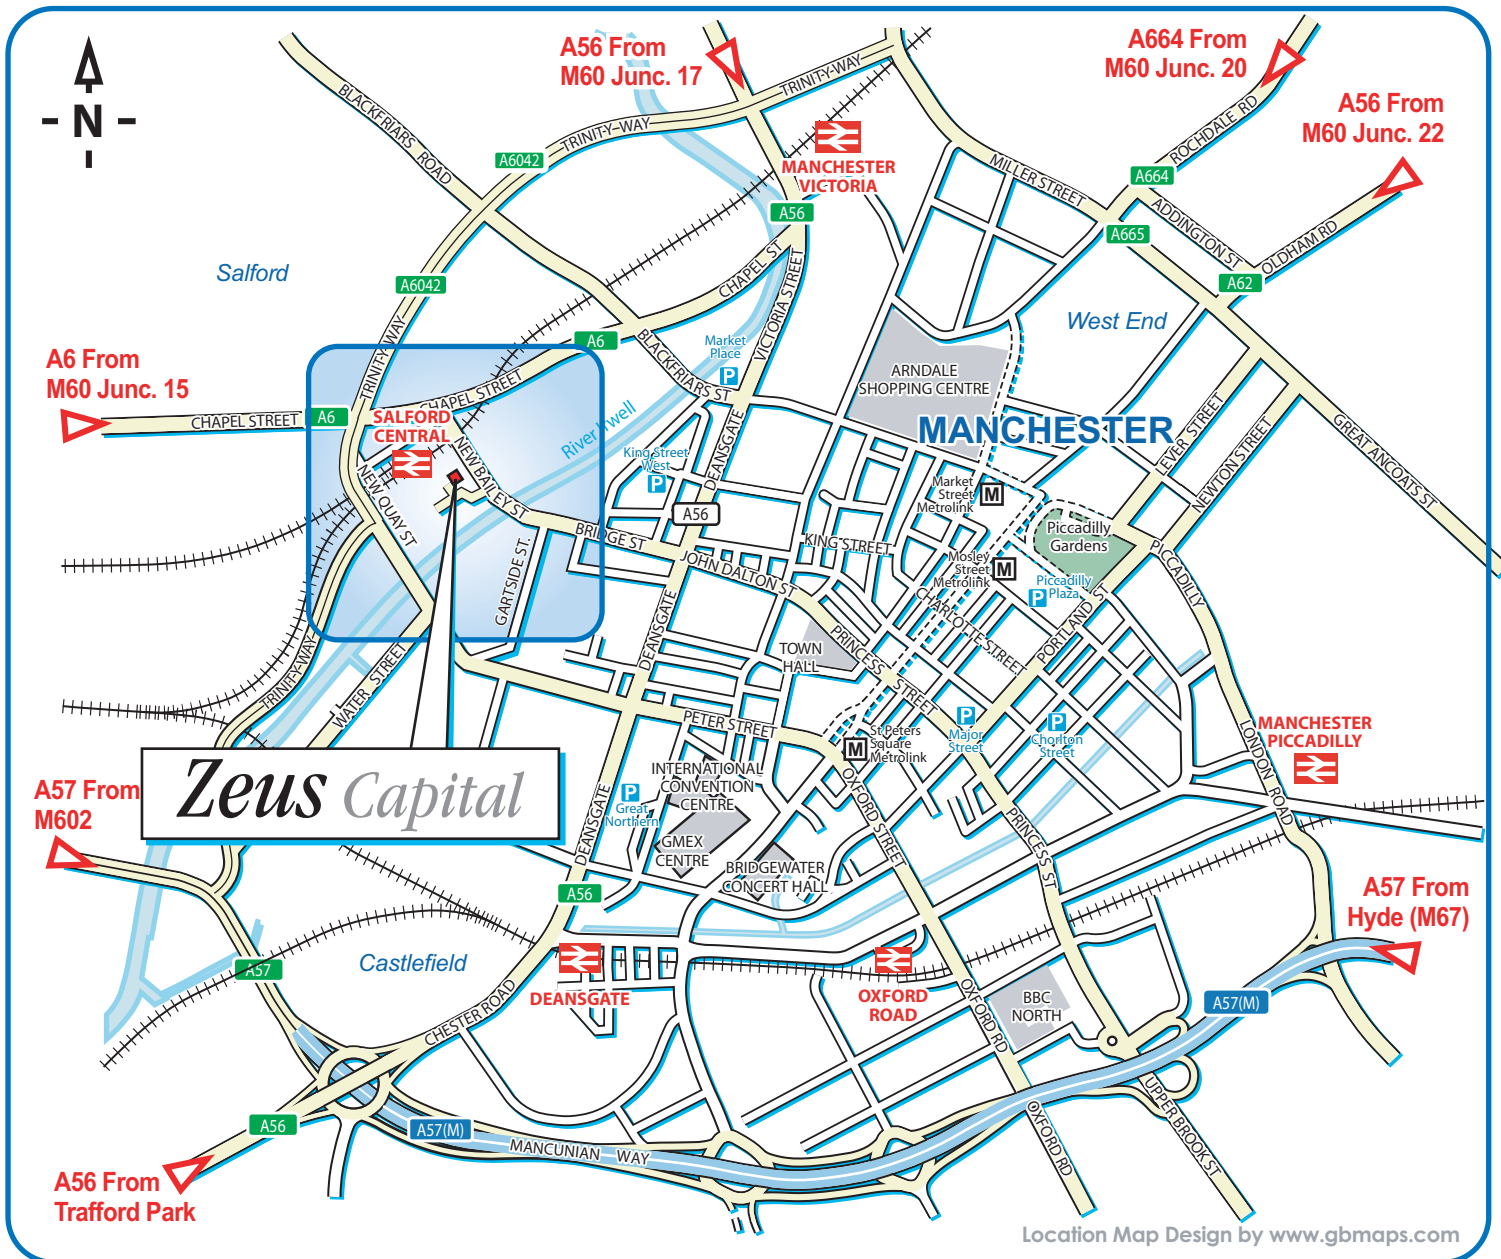 A56 From
M60 Junc. 17
A664 From
M60 Junc. 20
A56 From
M60 Junc. 22
N
TRINITY WAY
TRINITY WAY
BLACKFRIARS ROAD
A6042
MANCHESTER
VICTORIA
MILLER STREET
ROCHDALE RD
A664
A56
A665
ADDINGTON ST
OLDHAM RD
A62
Salford
A6042
CHAPEL ST
VICTORIA STREET
West End
TRINITY WAY
A6
BLACKFRIARS ST
Market
Place
P
A6 From
M60 Junc. 15
ARNDALE
SHOPPING CENTRE
CHAPEL STREET
A6
CHAPEL STREET
SALFORD
CENTRAL
MANCHESTER
River Irwell
DEANSGATE
LEVER STREET
NEWTON STREET
GREAT ANCOATS ST
King Street
West
P
NEW BAILEY ST
NEW QUAY ST
Market
Street
Metrolink
M
A56
BRIDGE ST
KING STREET
Piccadilly
Gardens
Mosley
Street
Metrolink
M
PICCADILLY
JOHN DALTON ST
GARTSIDE ST.
Piccadilly
Plaza
P
CHARLOTTE STREET
PORTLAND S
DEANSGATE
TOWN
HALL
PRINCESS STREET
TRINITY WAY
WATER STREET
PETER STREET
St Peters
Square
Metrolink
M
P
Major
Street
P
Chorlton
Street
LONDON ROAD
MANCHESTER
PICCADILLY
Zeus Capital
INTERNATIONAL
CONVENTION
CENTRE
P
Great
Northern
DEANSGATE
GMEX
CENTRE
BRIDGEWATER
CONCERT HALL
OXFORD STREET
PRINCESS ST
A57 From
M602
A56
A57 From
Hyde (M67)
A57
Castlefield
DEANSGATE
OXFORD
ROAD
OXFORD RD
BBC
NORTH
A57(M)
CHESTER ROAD
A56
A57(M)
MANCUNIAN WAY
OXFORD RD
UPPER BROOK ST
A56 From
Trafford Park
Location Map Design by www.gbmaps.com